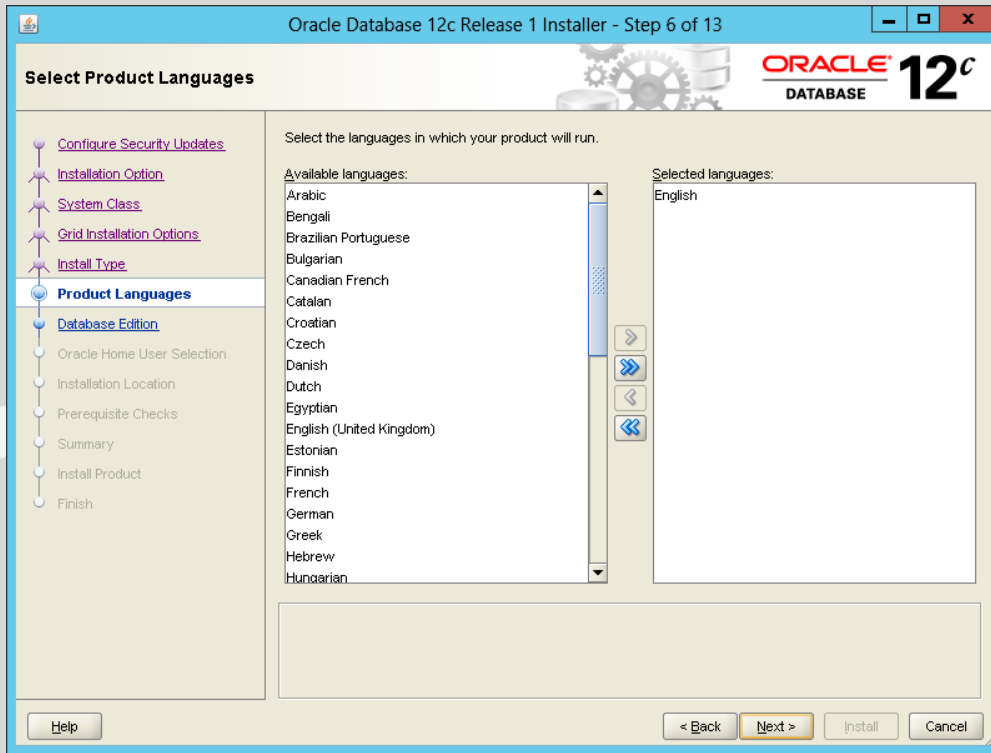 Oracle Database 12c Release 1 Installer - Step 6 of 13
Select Product Languages
ORACLE®
DATABASE
12c
Configure Security Updates
Installation Option
System Class
Grid Installation Options
Install Type
Product Languages
Database Edition
Oracle Home User Selection
Installation Location
Prerequisite Checks
Summary
Install Product
Finish
Select the languages in which your product will run.
Available languages:
Arabic
Bengali
Brazilian Portuguese
Bulgarian
Canadian French
Catalan
Croatian
Czech
Danish
Dutch
Egyptian
English (United Kingdom)
Estonian
Finnish
French
German
Greek
Hebrew
Hungarian
Selected languages:
English
Help
< Back
Next >
Install
Cancel